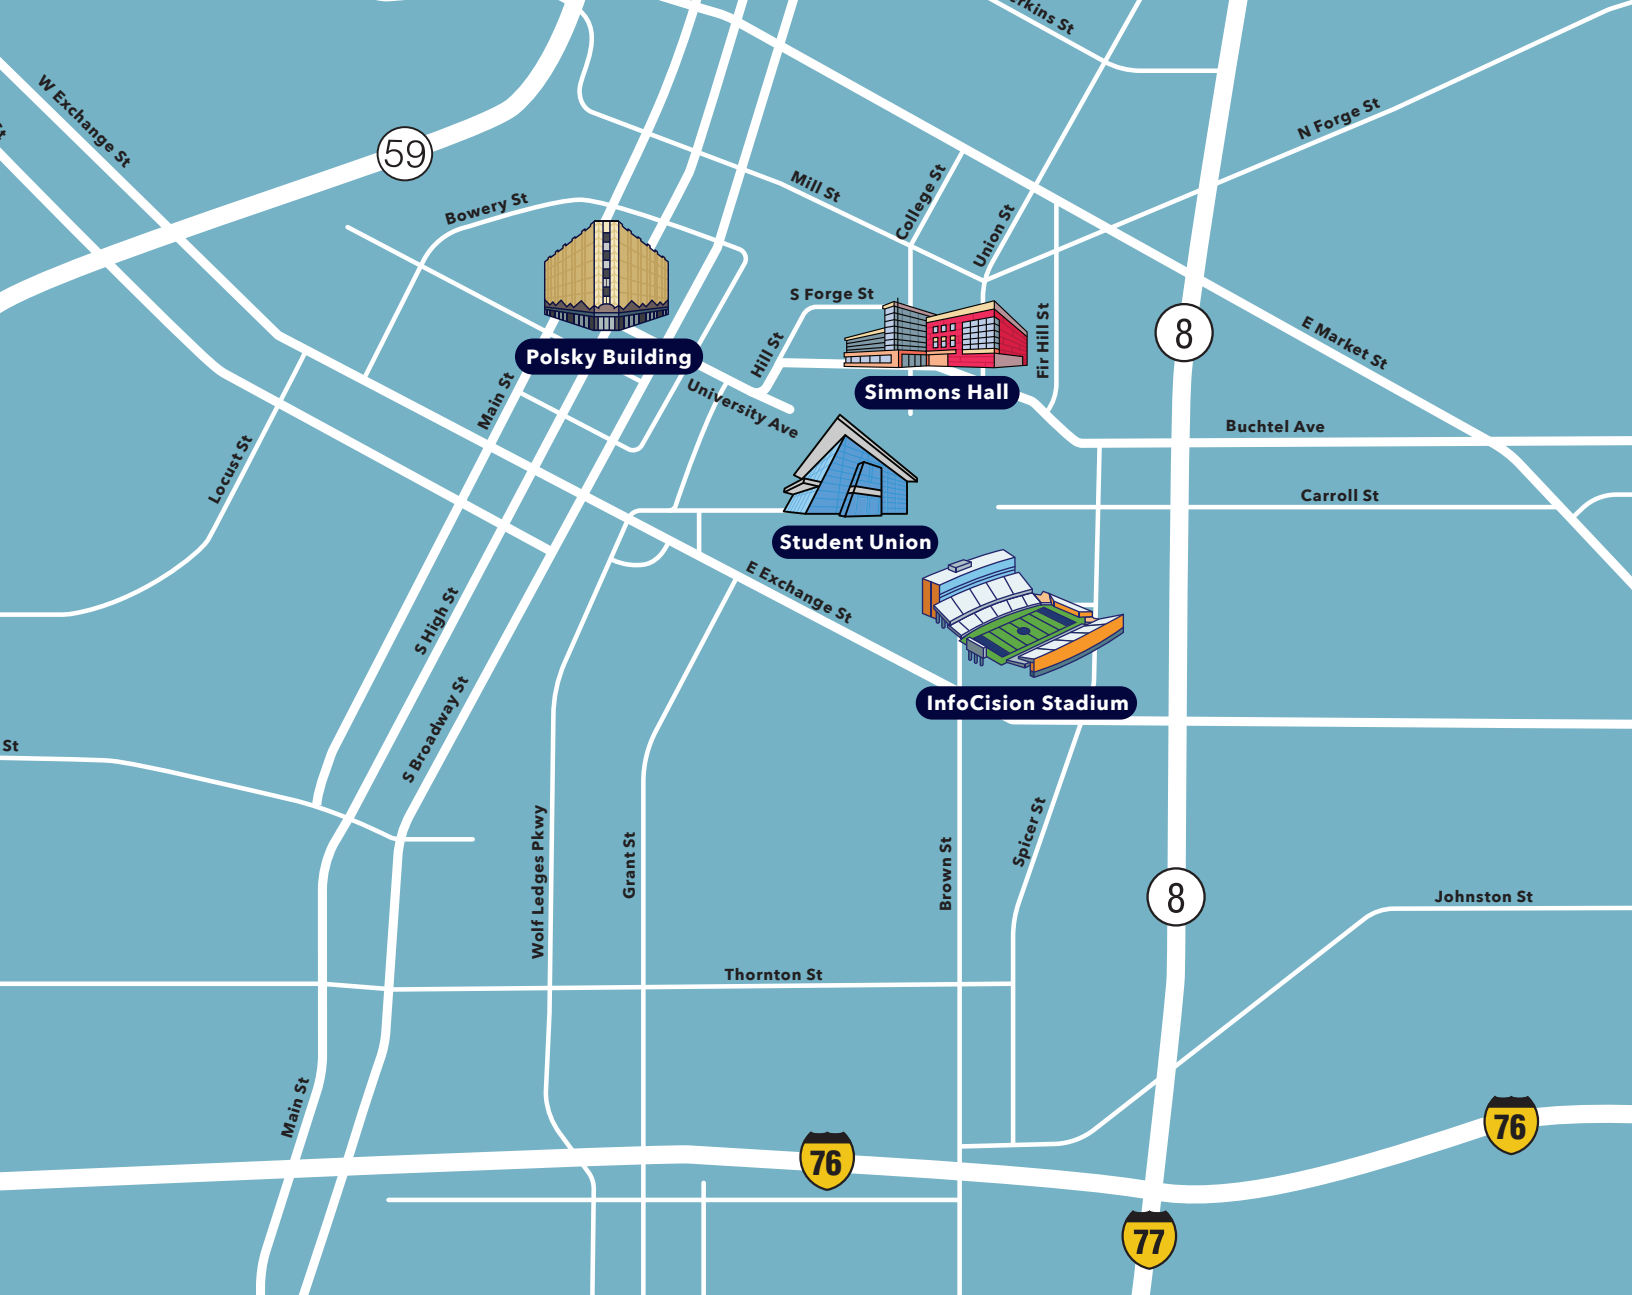 St
W Exchange St
59
Bowery St
Mill St
College St
Union St
N Forge St
S Forge St
Hill St
Fir Hill St
8
E Market St
Polsky Building
Simmons Hall
University Ave
Main St
Buchtel Ave
Locust St
Carroll St
Student Union
E Exchange St
S High St
InfoCision Stadium
S Broadway St
St
Wolf Ledges Pkwy
Grant St
Brown St
Spicer St
8
Johnston St
Thornton St
Main St
76
76
77